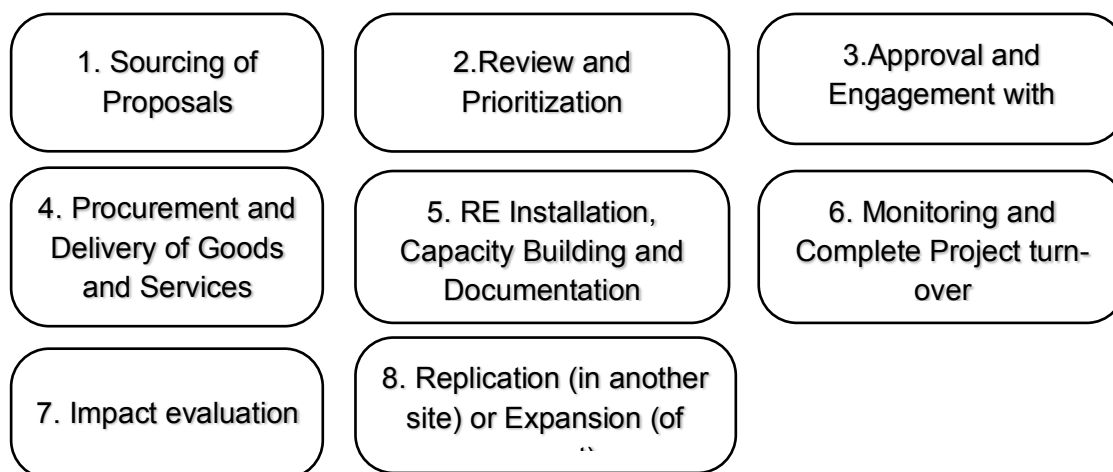 1. Sourcing of
Proposals
2.Review and
Prioritization
3.Approval and
Engagement with
4. Procurement and
Delivery of Goods
and Services
5. RE Installation,
Capacity Building and
Documentation
6. Monitoring and
Complete Project turn-
over
7. Impact evaluation
8. Replication (in another
site) or Expansion (of